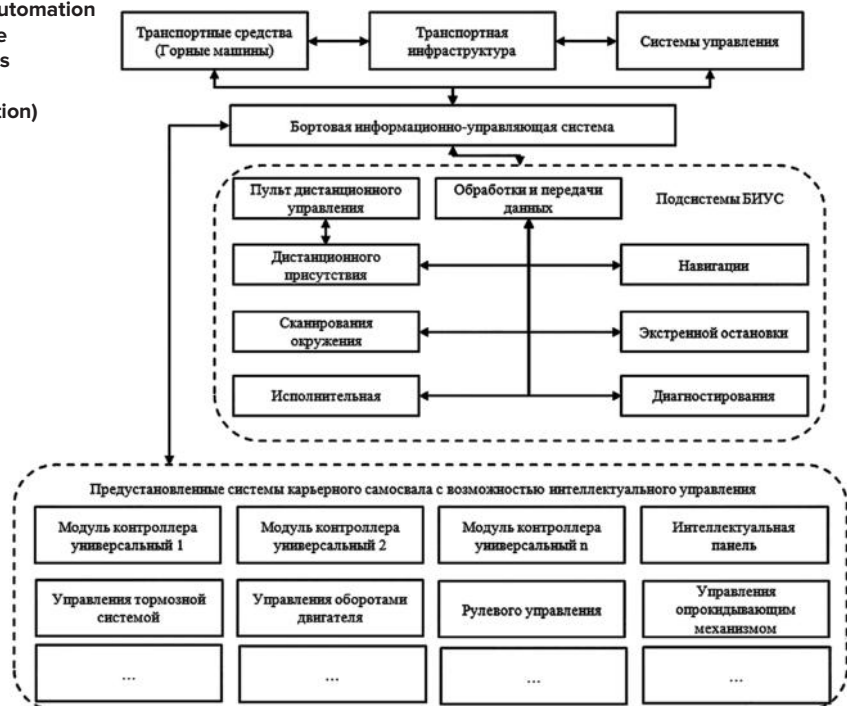 utomation
e
s
tion)
Транспортные средства
(Горные машины)
Транспортная
инфраструктура
Системы управления
Бортовая информационно-управляющая система
Пульт дистанционного
управления
Обработки и передачи
данных
Подсистемы БИУС
Дистанционного
присутствия
Навигации
Сканирования
окружения
Экстренной остановки
Исполнительная
Диагностирования
Предустановленные системы карьерного самосвала с возможностью интеллектуального управления
Модуль контроллера
универсальный 1
Модуль контроллера
универсальный 2
Модуль контроллера
универсальный n
Интеллектуальная
панель
Управления тормозной
системой
Управления оборотами
двигателя
Рулевого управления
Управления
опрокидывающим
механизмом
...
...
...
...